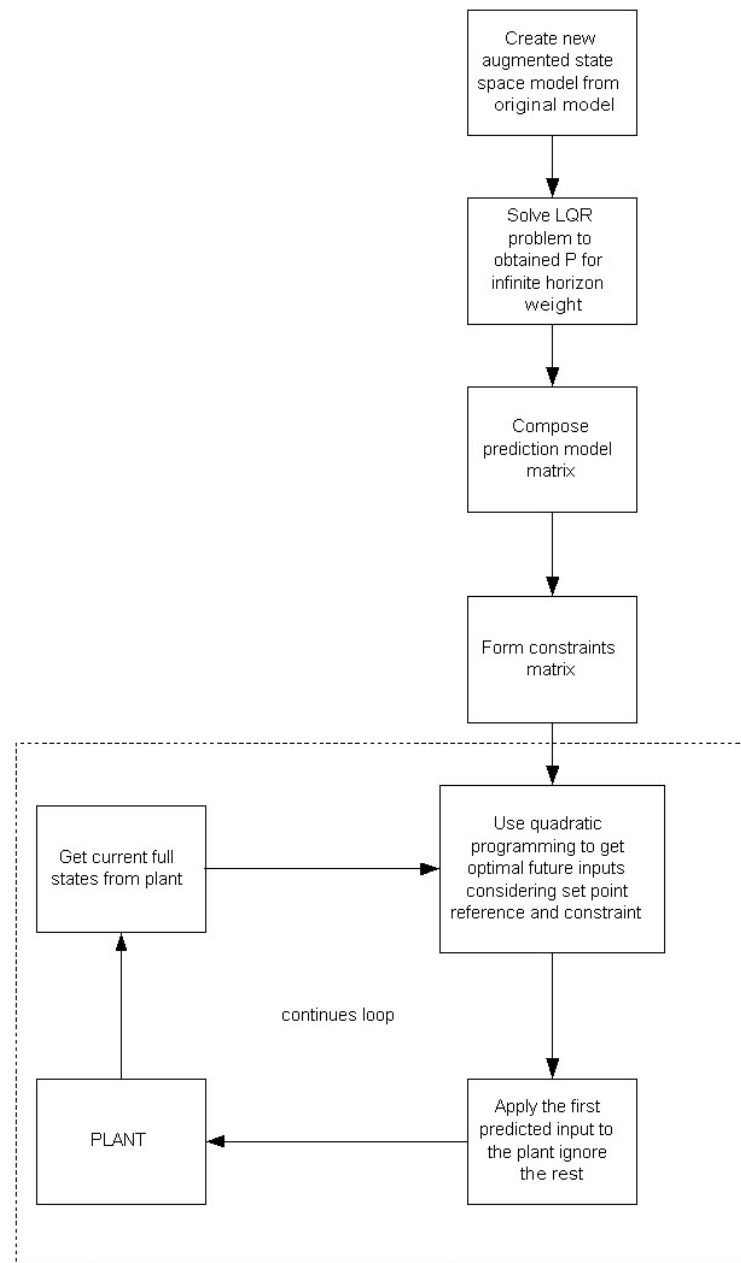 Create new
augmented state
space model from
original model
Solve LQR
problem to
obtained P for
infinite horizon
weight
Compose
prediction model
matrix
Form constraints
matrix
Get current full
states from plant
Use quadratic
programming to get
optimal future inputs
considering set point
reference and constraint
continues loop
PLANT
Apply the first
predicted input to
the plant ignore
the rest